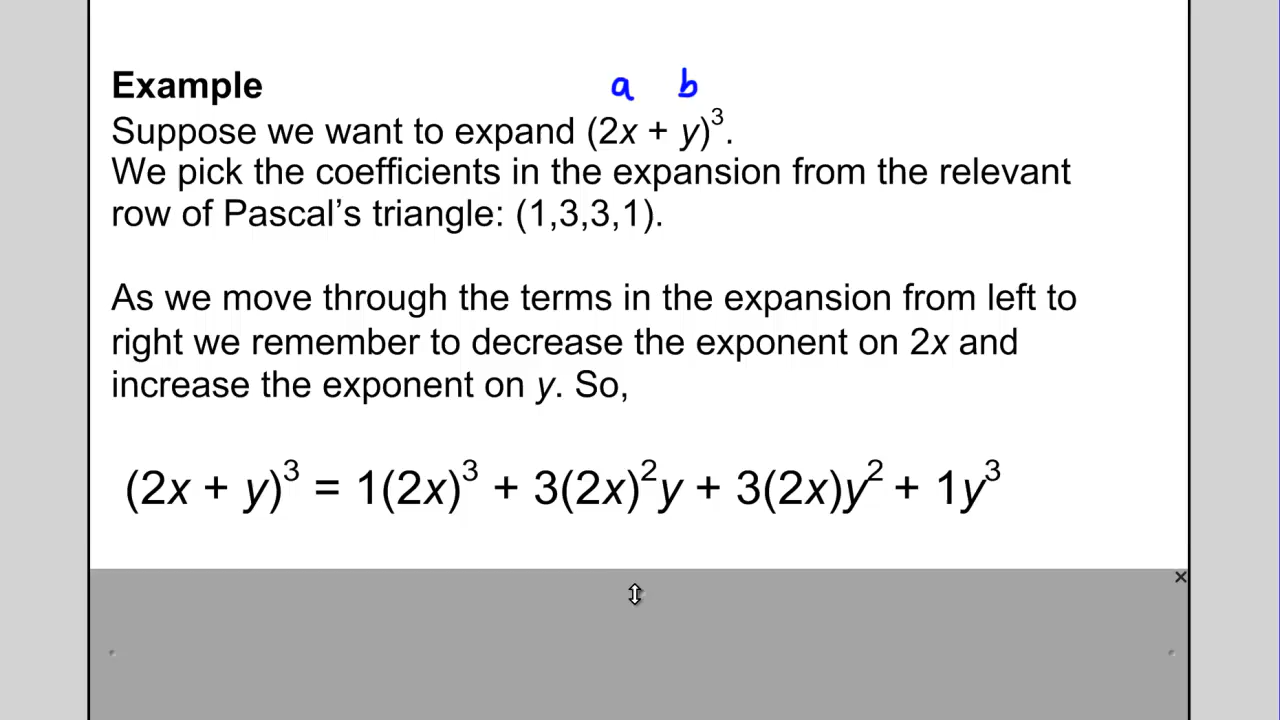 Example a b
Suppose we want to expand (2x + y)³.
We pick the coefficients in the expansion from the relevant
row of Pascal’s triangle: (1,3,3,1).
As we move through the terms in the expansion from left to
right we remember to decrease the exponent on 2x and
increase the exponent on y. So,
(2x + y)³ = 1(2x)³ + 3(2x)²y + 3(2x)y² + 1y³